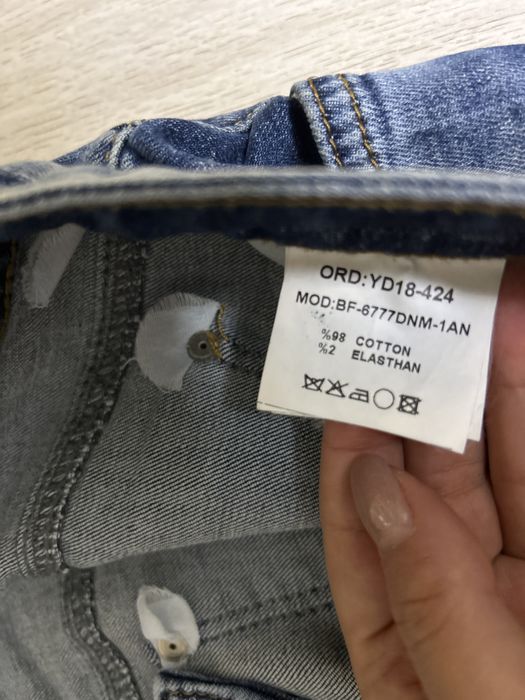 ORD:YD18-424
MOD:BF-6777DNM-1AN
%98 COTTON
%2 ELASTHAN